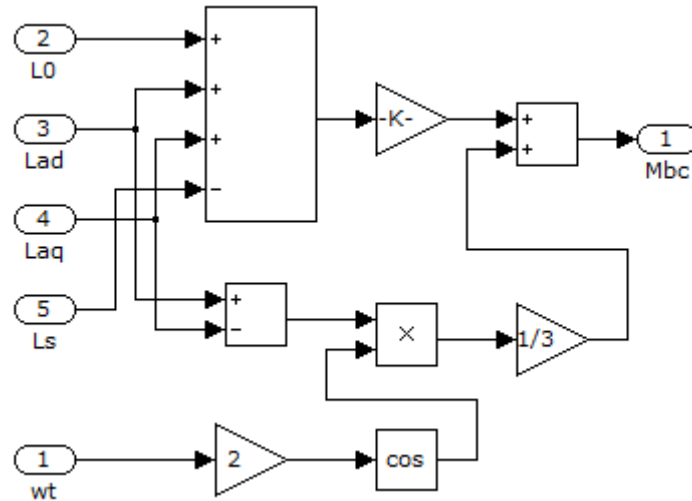 2
L0
+
3
Lad
+
4
Laq
+
5
Ls
−
-K-
+
+
1
Mbc
+
−
×
1/3
1
wt
2
cos